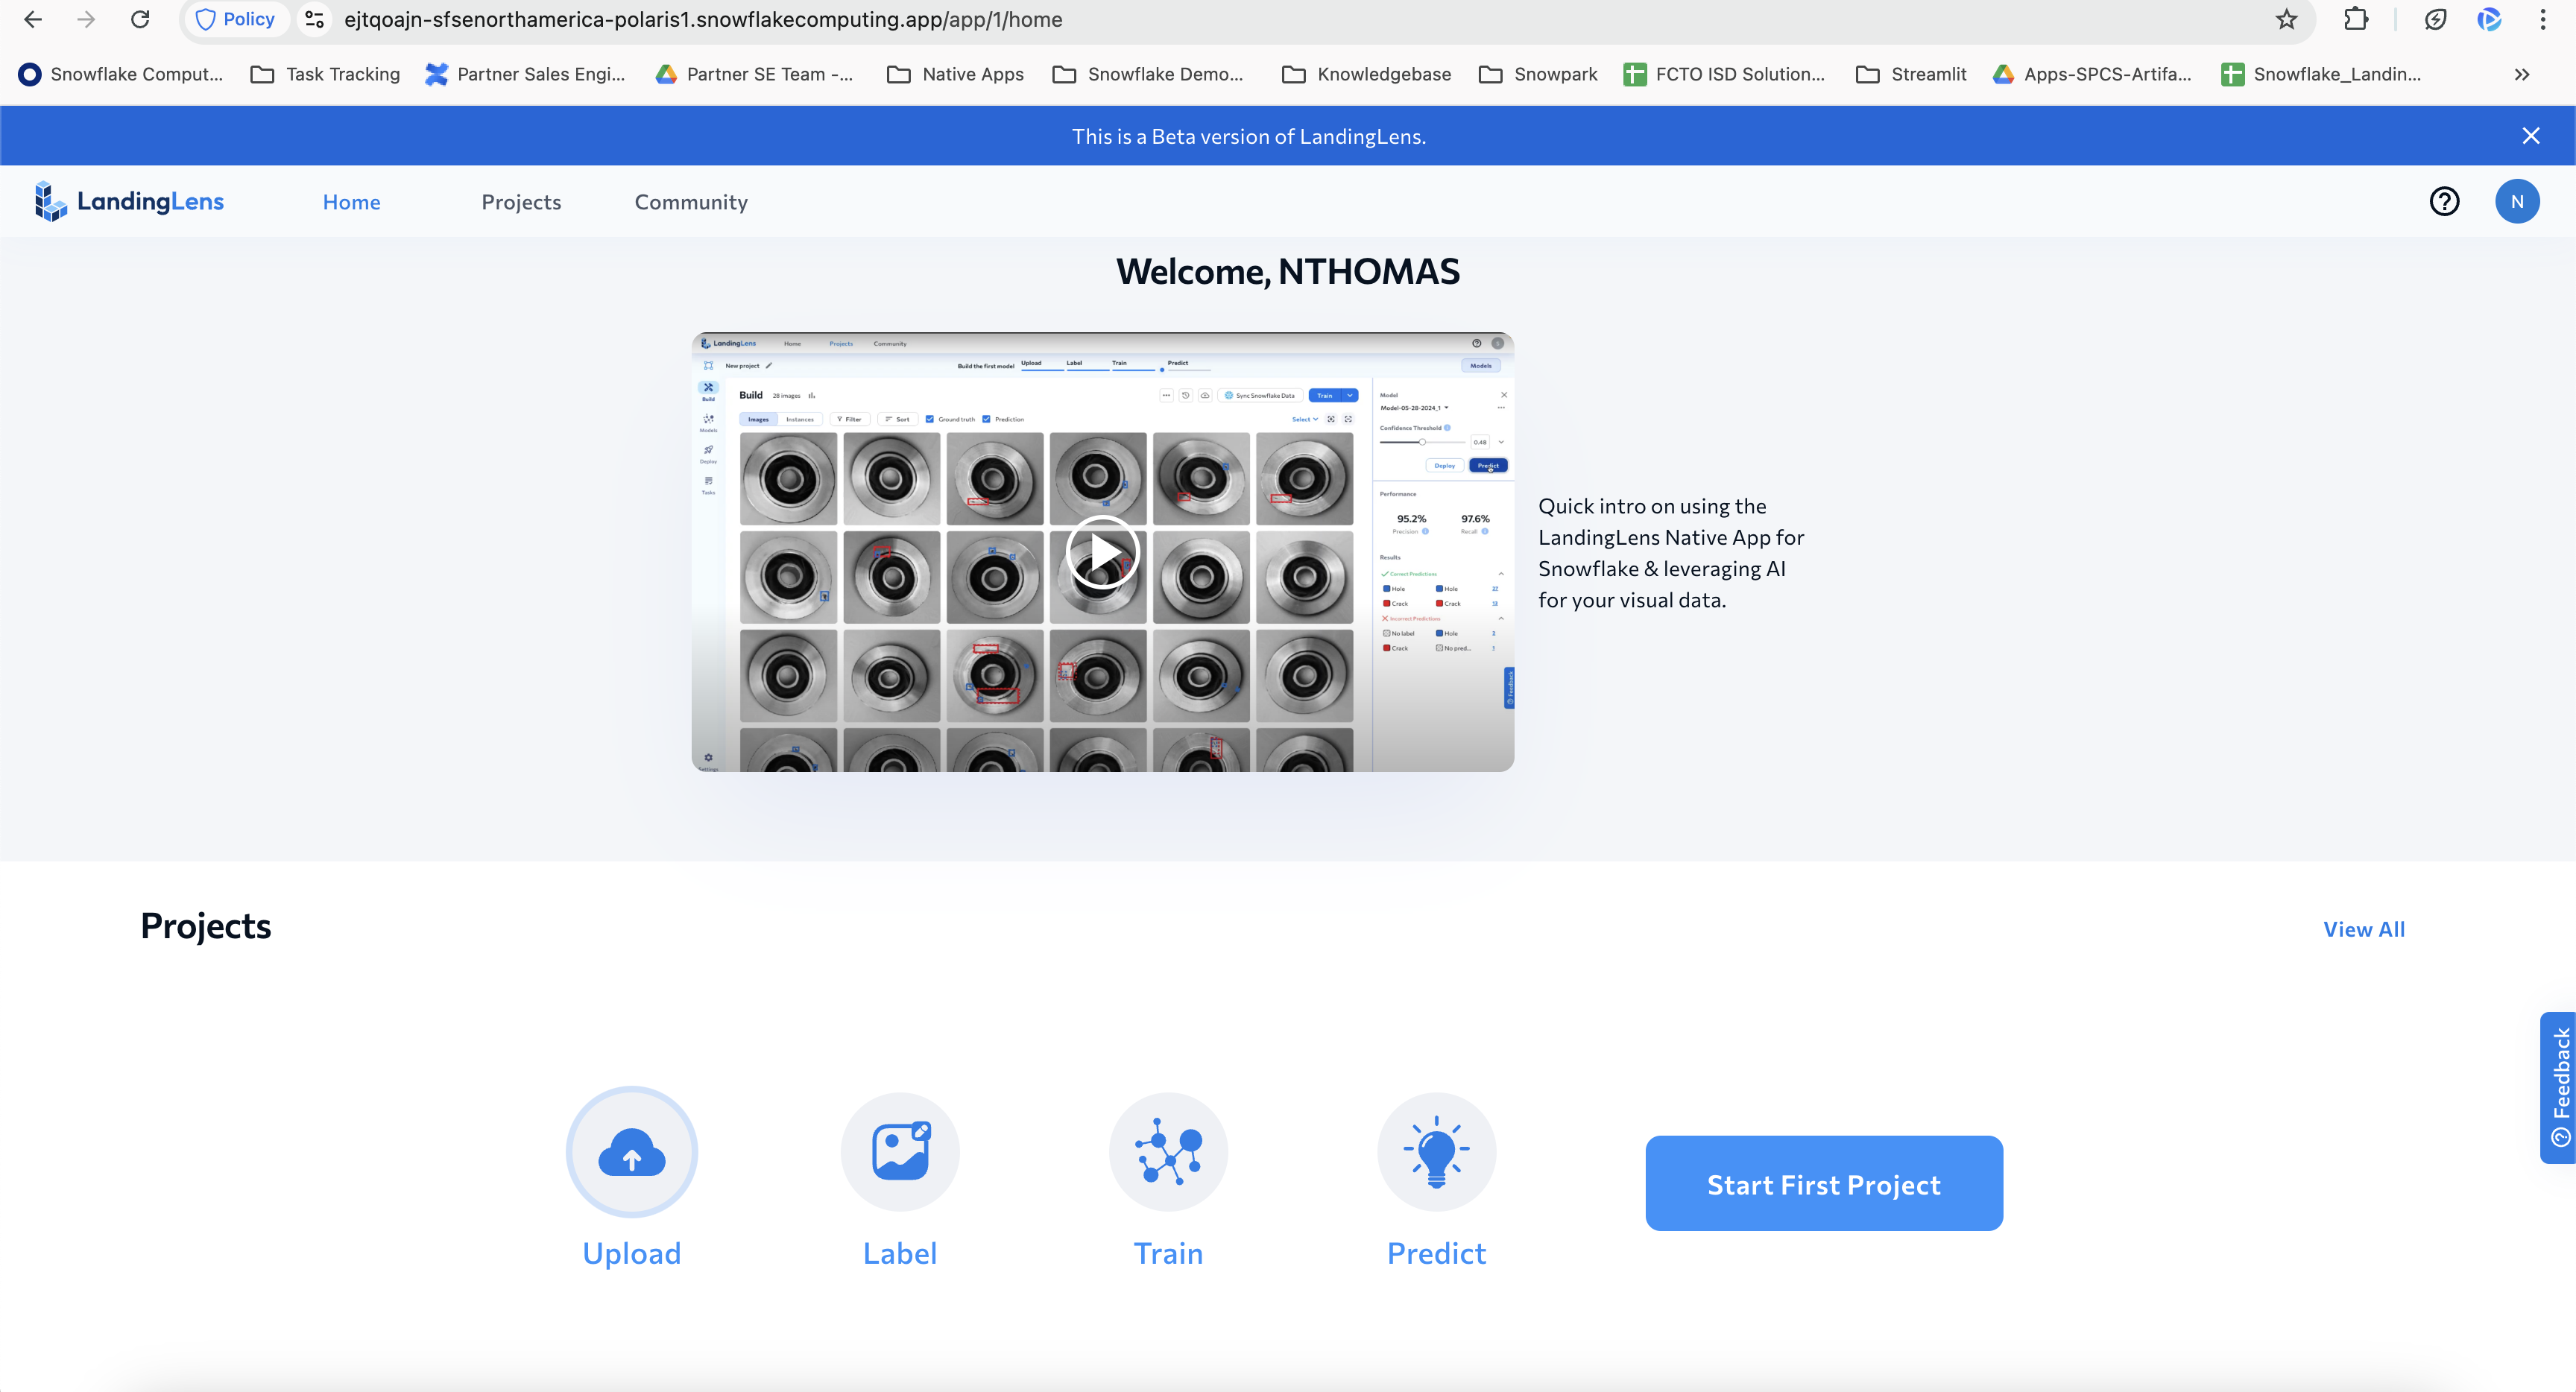 Policy
ejtqoajn-sfsenorthamerica-polaris1.snowflakecomputing.app/app/1/home
Snowflake Comput...
Task Tracking
Partner Sales Engi...
Partner SE Team -...
Native Apps
Snowflake Demo...
Knowledgebase
Snowpark
FCTO ISD Solution...
Streamlit
Apps-SPCS-Artifa...
Snowflake_Landin...
This is a Beta version of LandingLens.
LandingLens
Home
Projects
Community
N
Welcome, NTHOMAS
LandingLens
Home
Projects
Community
New project
Build the first model
Upload
Label
Train
Predict
Models
Build
28 images
Sync Snowflake Data
Train
Images
Instances
Filter
Sort
Ground truth
Prediction
Select
Build
Models
Deploy
Tasks
Settings
Model
Model-05-28-2024_1
Confidence Threshold
0.48
Deploy
Predict
Performance
95.2%
97.6%
Precision
Recall
Results
Correct Predictions
Hole
Hole
27
Crack
Crack
Incorrect Predictions
No label
Hole
Crack
No pred...
Feedback
Quick intro on using the
LandingLens Native App for
Snowflake & leveraging AI
for your visual data.
Projects
View All
Upload
Label
Train
Predict
Start First Project
Feedback